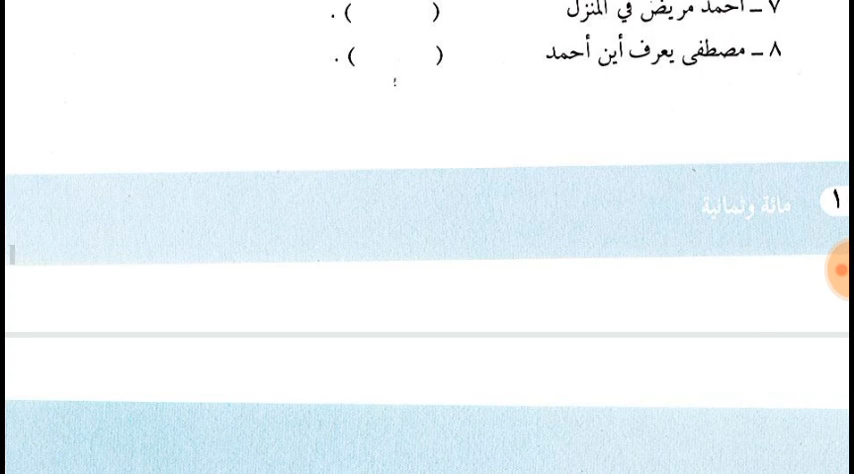 ٧ ـ أحمد مريض في المنزل ( ) .
٨ ـ مصطفى يعرف أين أحمد ( ) .
مائة وثمانية
١